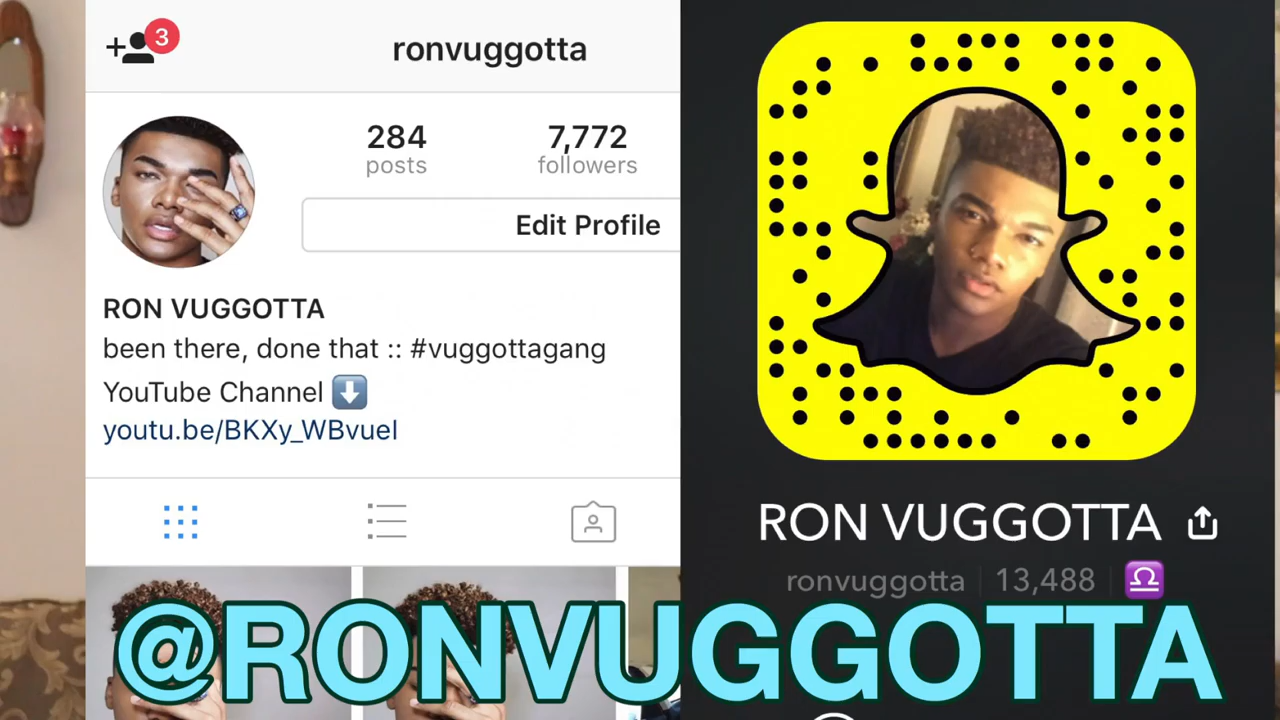 3
ronvuggotta
284
7,772
posts
followers
Edit Profile
RON VUGGOTTA
been there, done that :: #vuggottagang
YouTube Channel ⬇️
youtu.be/BKXy_WBvueI
RON VUGGOTTA
ronvuggotta | 13,488 | ♎
@RONVUGGOTTA